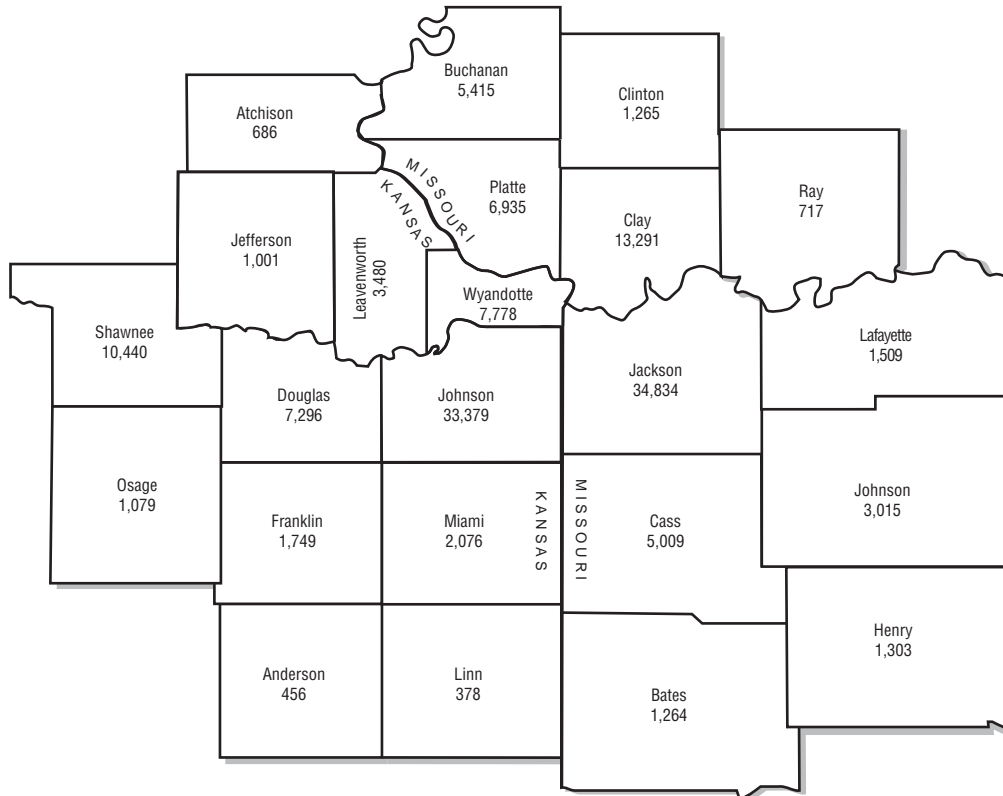 Buchanan
5,415
Clinton
1,265
Atchison
686
MISSOURI
KANSAS
Platte
6,935
Ray
717
Clay
13,291
Jefferson
1,001
Leavenworth
3,480
Wyandotte
7,778
Shawnee
10,440
Lafayette
1,509
Jackson
34,834
Douglas
7,296
Johnson
33,379
Osage
1,079
Johnson
3,015
Franklin
1,749
Miami
2,076
KANSAS
MISSOURI
Cass
5,009
Henry
1,303
Anderson
456
Linn
378
Bates
1,264